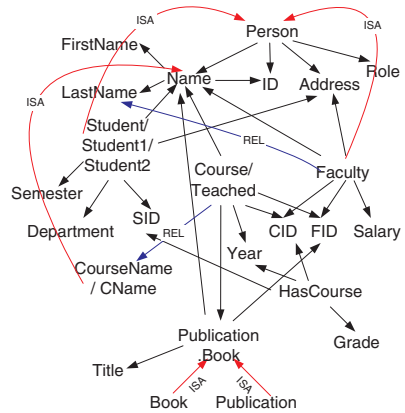 ISA
Person
ISA
FirstName
Role
Name
ID
Address
ISA
LastName
Student/
Student1/
Student2
REL
Course/
Teached
Faculty
Semester
SID
Department
REL
CID
FID
Salary
Year
CourseName
/ CName
HasCourse
Publication
.Book
Grade
Title
ISA
ISA
Book
Publication